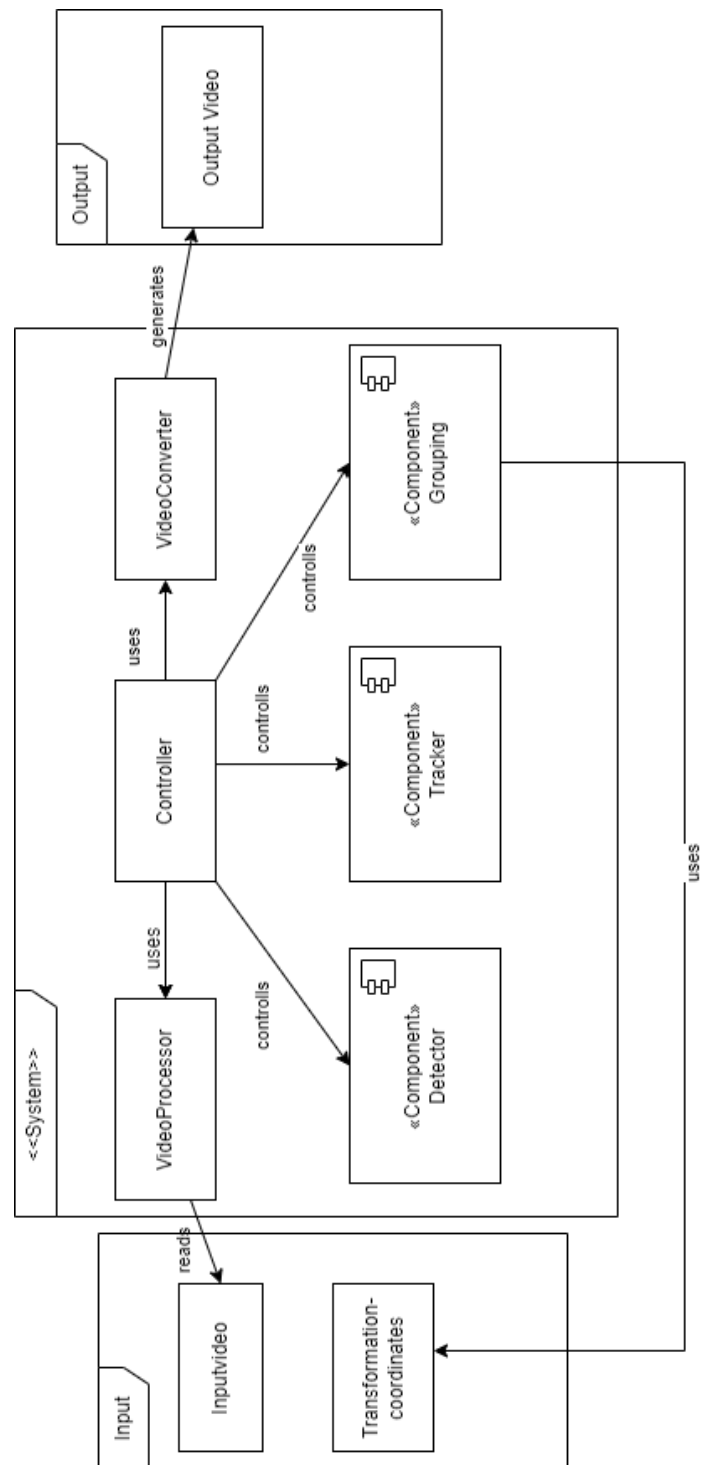 Input
Inputvideo
Transformation-
coordinates
reads
<<System>>
VideoProcessor
uses
Controller
uses
VideoConverter
controlls
controlls
controlls
«Component»
Detector
«Component»
Tracker
«Component»
Grouping
uses
generates
Output
Output Video